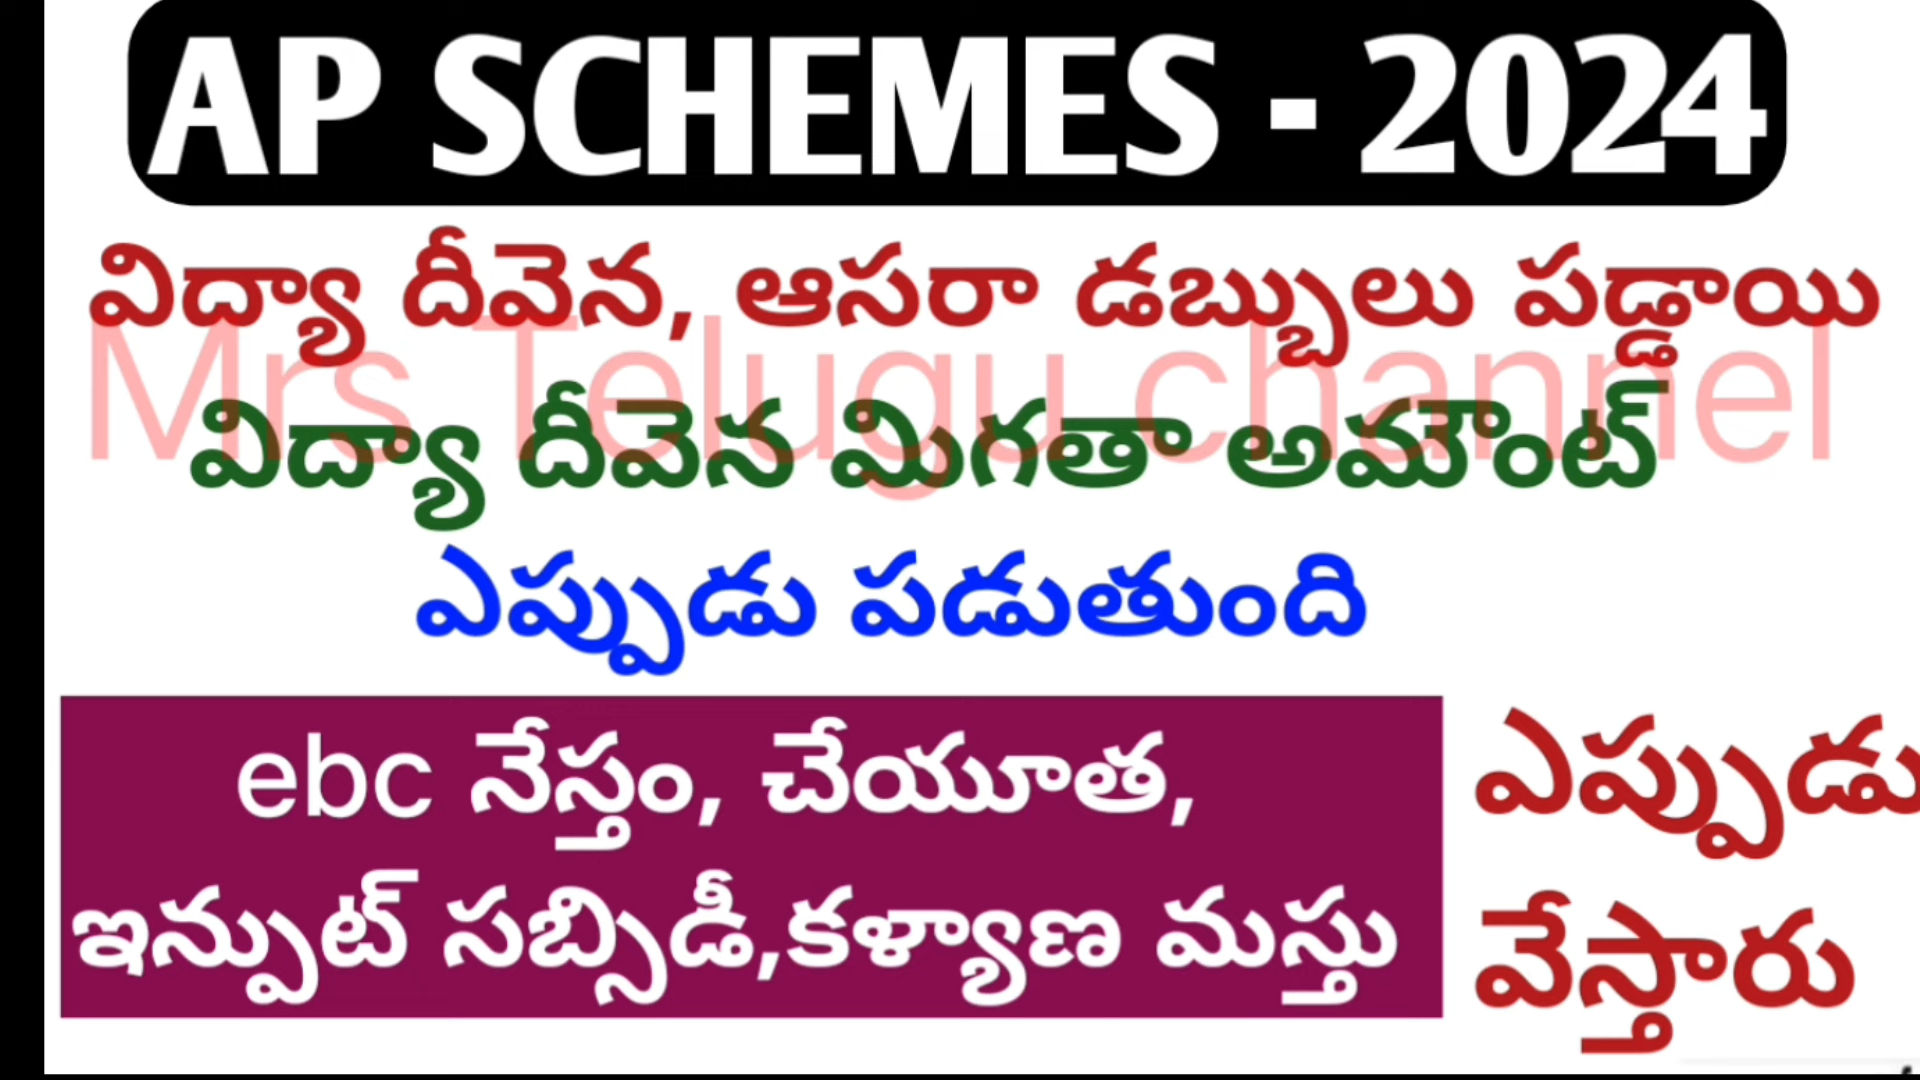 AP SCHEMES - 2024
విద్యా దీవెన, ఆసరా డబ్బులు పడ్డాయి
Mrs Telugu channel
విద్యా దీవెన మిగతా అమౌంట్
ఎప్పుడు పడుతుంది
ebc నేస్తం, చేయూత,
ఇన్పుట్ సబ్సిడీ,కళ్యాణ మస్తు
ఎప్పుడు
వేస్తారు